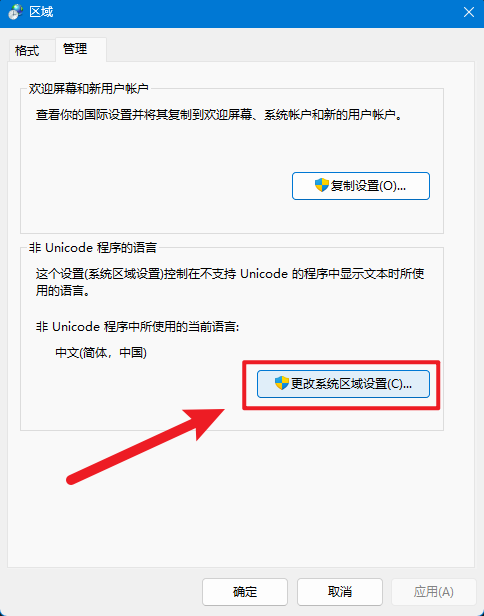 区域
格式
管理
欢迎屏幕和新用户帐户
查看你的国际设置并将其复制到欢迎屏幕、系统帐户和新的用户帐户。
复制设置(O)...
非 Unicode 程序的语言
这个设置(系统区域设置)控制在不支持 Unicode 的程序中显示文本时所使
用的语言。
非 Unicode 程序中所使用的当前语言:
中文(简体，中国)
更改系统区域设置(C)...
确定
取消
应用(A)